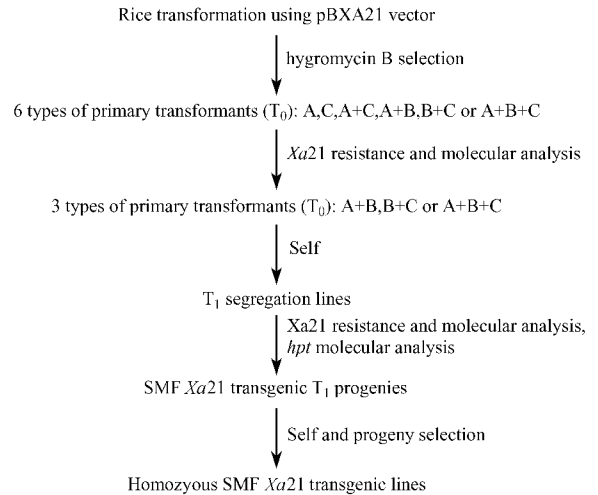 Rice transformation using pBXA21 vector
hygromycin B selection
6 types of primary transformants (T0): A,C,A+C,A+B,B+C or A+B+C
Xa21 resistance and molecular analysis
3 types of primary transformants (T0): A+B,B+C or A+B+C
Self
T1 segregation lines
Xa21 resistance and molecular analysis,
hpt molecular analysis
SMF Xa21 transgenic T1 progenies
Self and progeny selection
Homozyous SMF Xa21 transgenic lines